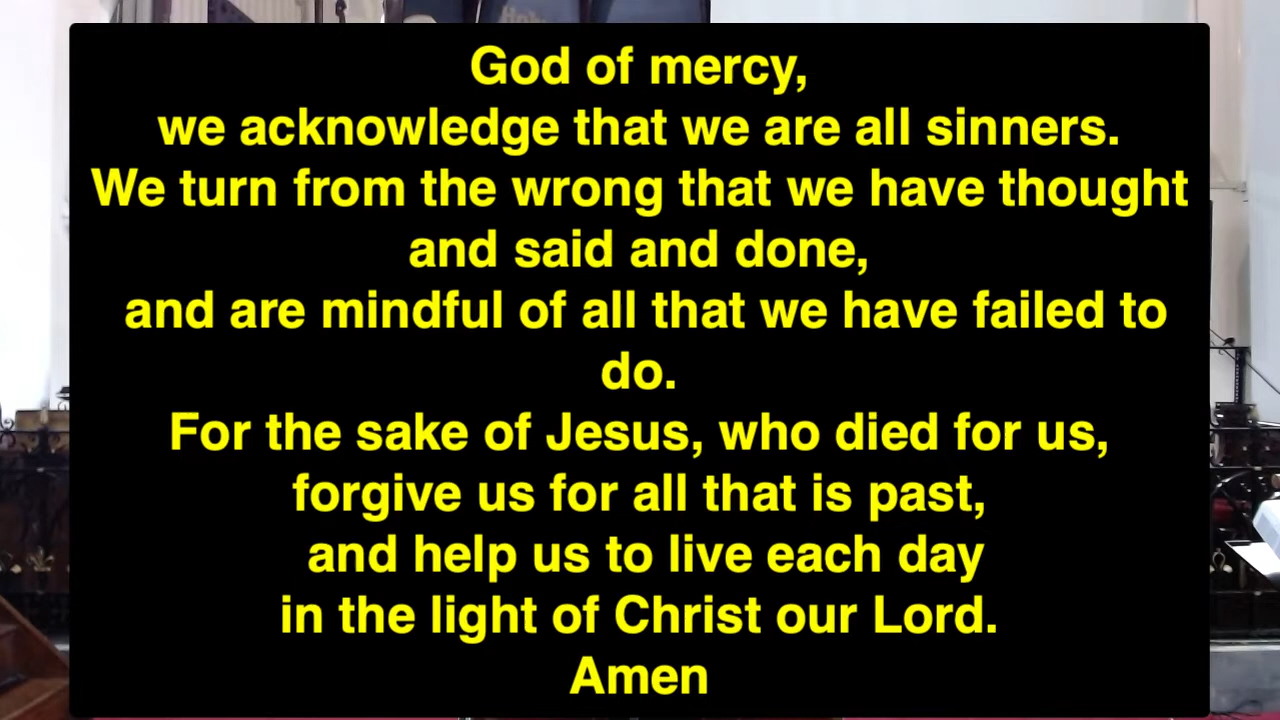 God of mercy,
we acknowledge that we are all sinners.
We turn from the wrong that we have thought
and said and done,
and are mindful of all that we have failed to
do.
For the sake of Jesus, who died for us,
forgive us for all that is past,
and help us to live each day
in the light of Christ our Lord.
Amen